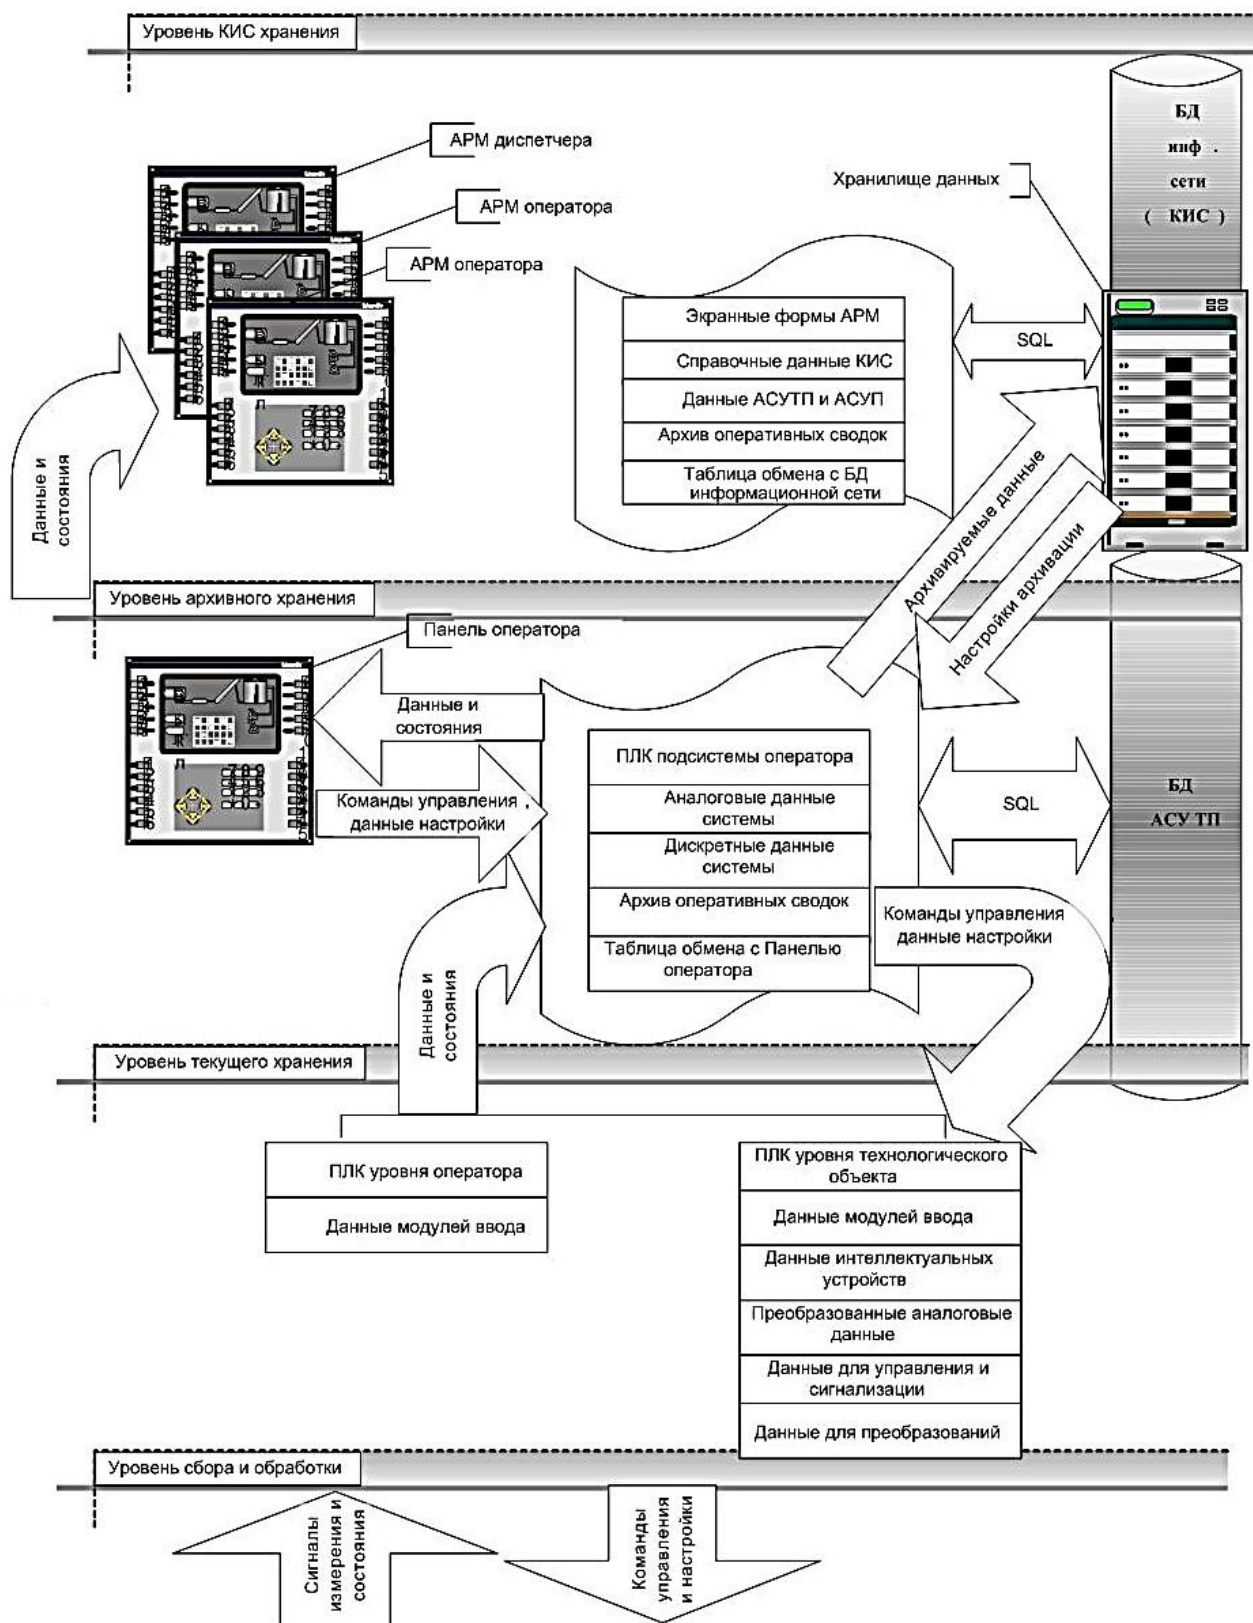 Уровень КИС хранения
БД
инф .
сети
( КИС )
АРМ диспетчера
АРМ оператора
АРМ оператора
Хранилище данных
Экранные формы АРМ
Справочные данные КИС
Данные АСУТП и АСУП
Архив оперативных сводок
Таблица обмена с БД
информационной сети
SQL
Данные и
состояния
Архивируемые данные
Настройки архивации
Уровень архивного хранения
Панель оператора
Данные и
состояния
Команды управления ,
данные настройки
ПЛК подсистемы оператора
Аналоговые данные
системы
Дискретные данные
системы
Архив оперативных сводок
Таблица обмена с Панелью
оператора
SQL
БД
АСУ ТП
Команды управления
данные настройки
Данные и
состояния
Уровень текущего хранения
ПЛК уровня оператора
Данные модулей ввода
ПЛК уровня технологического
объекта
Данные модулей ввода
Данные интеллектуальных
устройств
Преобразованные аналоговые
данные
Данные для управления и
сигнализации
Данные для преобразований
Уровень сбора и обработки
Сигналы
измерения и
состояния
Команды
управления
и настройки